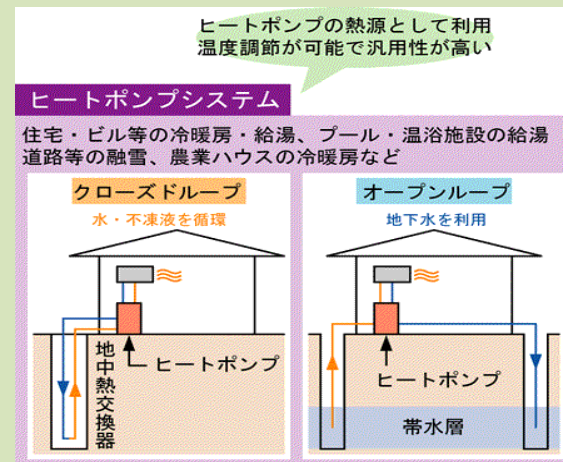 ヒートポンプの熱源として利用
温度調節が可能で汎用性が高い
ヒートポンプシステム
住宅・ビル等の冷暖房・給湯、プール・温浴施設の給湯
道路等の融雪、農業ハウスの冷暖房など
クローズドループ
水・不凍液を循環
地中熱交換器
ヒートポンプ
オープンループ
地下水を利用
ヒートポンプ
帯水層